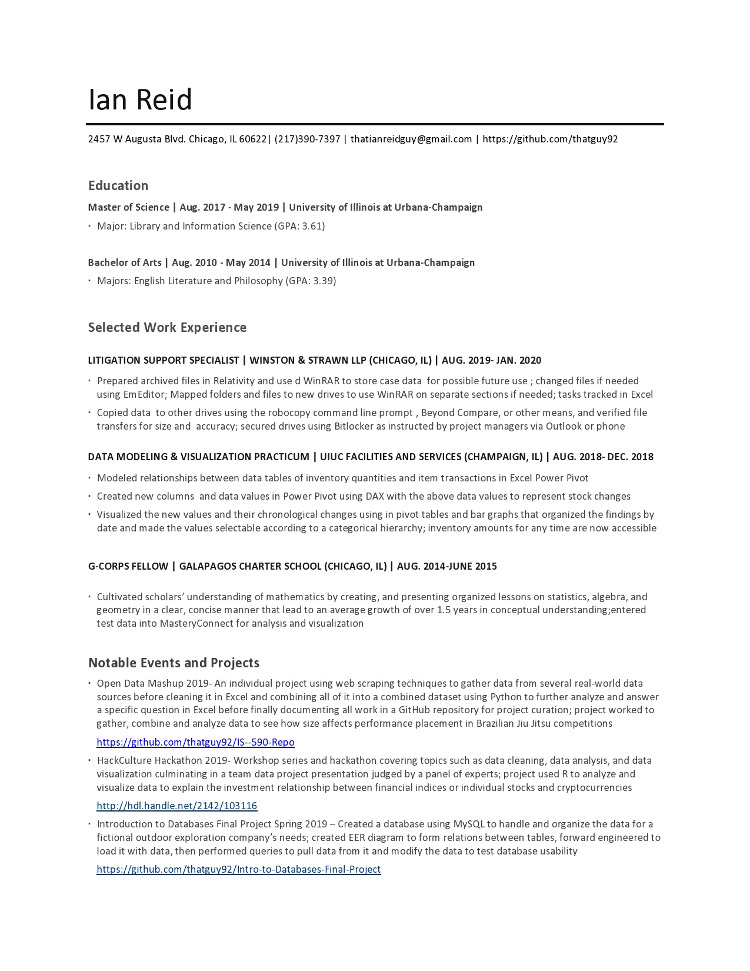 Ian Reid
2457 W Augusta Blvd. Chicago, IL 60622| (217)390-7397 | thatianreidguy@gmail.com | https://github.com/thatguy92
Education
Master of Science | Aug. 2017 - May 2019 | University of Illinois at Urbana-Champaign
· Major: Library and Information Science (GPA: 3.61)
Bachelor of Arts | Aug. 2010 - May 2014 | University of Illinois at Urbana-Champaign
· Majors: English Literature and Philosophy (GPA: 3.39)
Selected Work Experience
LITIGATION SUPPORT SPECIALIST | WINSTON & STRAWN LLP (CHICAGO, IL) | AUG. 2019- JAN. 2020
· Prepared archived files in Relativity and use d WinRAR to store case data for possible future use ; changed files if needed
using EmEditor; Mapped folders and files to new drives to use WinRAR on separate sections if needed; tasks tracked in Excel
· Copied data to other drives using the robocopy command line prompt , Beyond Compare, or other means, and verified file
transfers for size and accuracy; secured drives using Bitlocker as instructed by project managers via Outlook or phone
DATA MODELING & VISUALIZATION PRACTICUM | UIUC FACILITIES AND SERVICES (CHAMPAIGN, IL) | AUG. 2018- DEC. 2018
· Modeled relationships between data tables of inventory quantities and item transactions in Excel Power Pivot
· Created new columns and data values in Power Pivot using DAX with the above data values to represent stock changes
· Visualized the new values and their chronological changes using in pivot tables and bar graphs that organized the findings by
date and made the values selectable according to a categorical hierarchy; inventory amounts for any time are now accessible
G-CORPS FELLOW | GALAPAGOS CHARTER SCHOOL (CHICAGO, IL) | AUG. 2014-JUNE 2015
· Cultivated scholars’ understanding of mathematics by creating, and presenting organized lessons on statistics, algebra, and
geometry in a clear, concise manner that lead to an average growth of over 1.5 years in conceptual understanding;entered
test data into MasteryConnect for analysis and visualization
Notable Events and Projects
· Open Data Mashup 2019- An individual project using web scraping techniques to gather data from several real-world data
sources before cleaning it in Excel and combining all of it into a combined dataset using Python to further analyze and answer
a specific question in Excel before finally documenting all work in a GitHub repository for project curation; project worked to
gather, combine and analyze data to see how size affects performance placement in Brazilian Jiu Jitsu competitions
https://github.com/thatguy92/IS--590-Repo
· HackCulture Hackathon 2019- Workshop series and hackathon covering topics such as data cleaning, data analysis, and data
visualization culminating in a team data project presentation judged by a panel of experts; project used R to analyze and
visualize data to explain the investment relationship between financial indices or individual stocks and cryptocurrencies
http://hdl.handle.net/2142/103116
· Introduction to Databases Final Project Spring 2019 – Created a database using MySQL to handle and organize the data for a
fictional outdoor exploration company’s needs; created EER diagram to form relations between tables, forward engineered to
load it with data, then performed queries to pull data from it and modify the data to test database usability
https://github.com/thatguy92/Intro-to-Databases-Final-Project